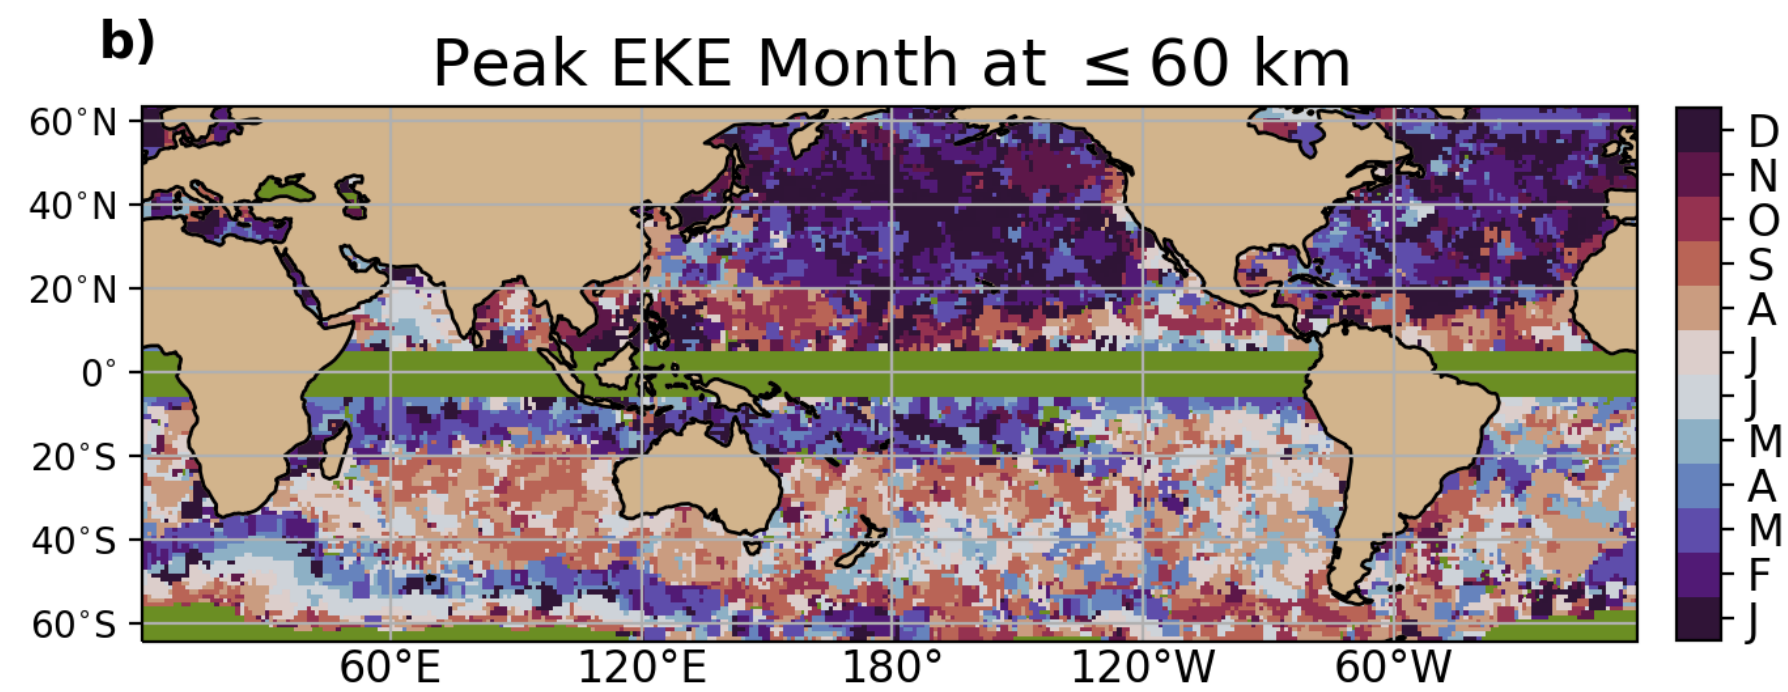 b)
Peak EKE Month at ≤ 60 km
60°N
40°N
20°N
0°
20°S
40°S
60°S
60°E 120°E 180° 120°W 60°W
D
N
O
S
A
J
J
M
A
M
F
J